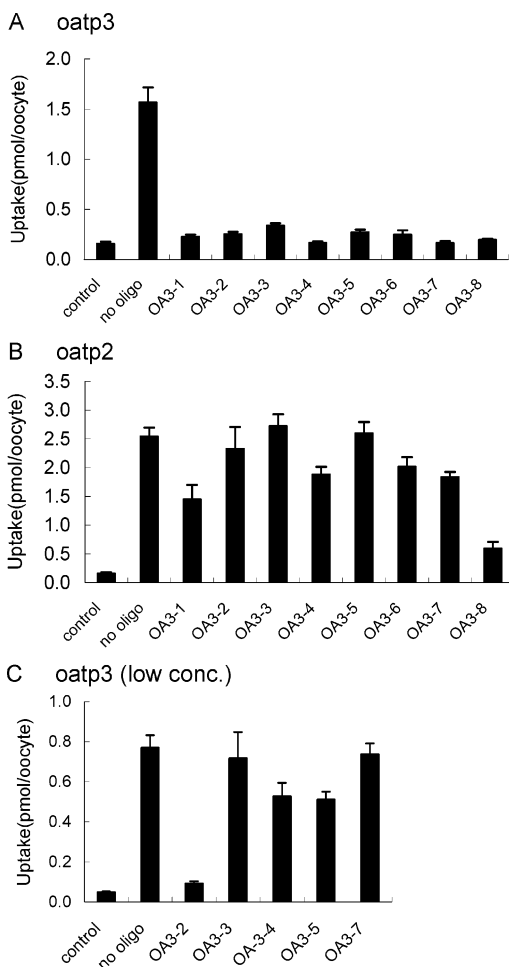 A oatp3
Uptake(pmol/oocyte)
2.0
1.5
1.0
0.5
0.0
control no oligo OA3-1 OA3-2 OA3-3 OA3-4 OA3-5 OA3-6 OA3-7 OA3-8
B oatp2
Uptake(pmol/oocyte)
3.5
3.0
2.5
2.0
1.5
1.0
0.5
0.0
control no oligo OA3-1 OA3-2 OA3-3 OA3-4 OA3-5 OA3-6 OA3-7 OA3-8
C oatp3 (low conc.)
Uptake(pmol/oocyte)
1.0
0.8
0.6
0.4
0.2
0.0
control no oligo OA3-2 OA3-3 OA-3-4 OA3-5 OA3-7